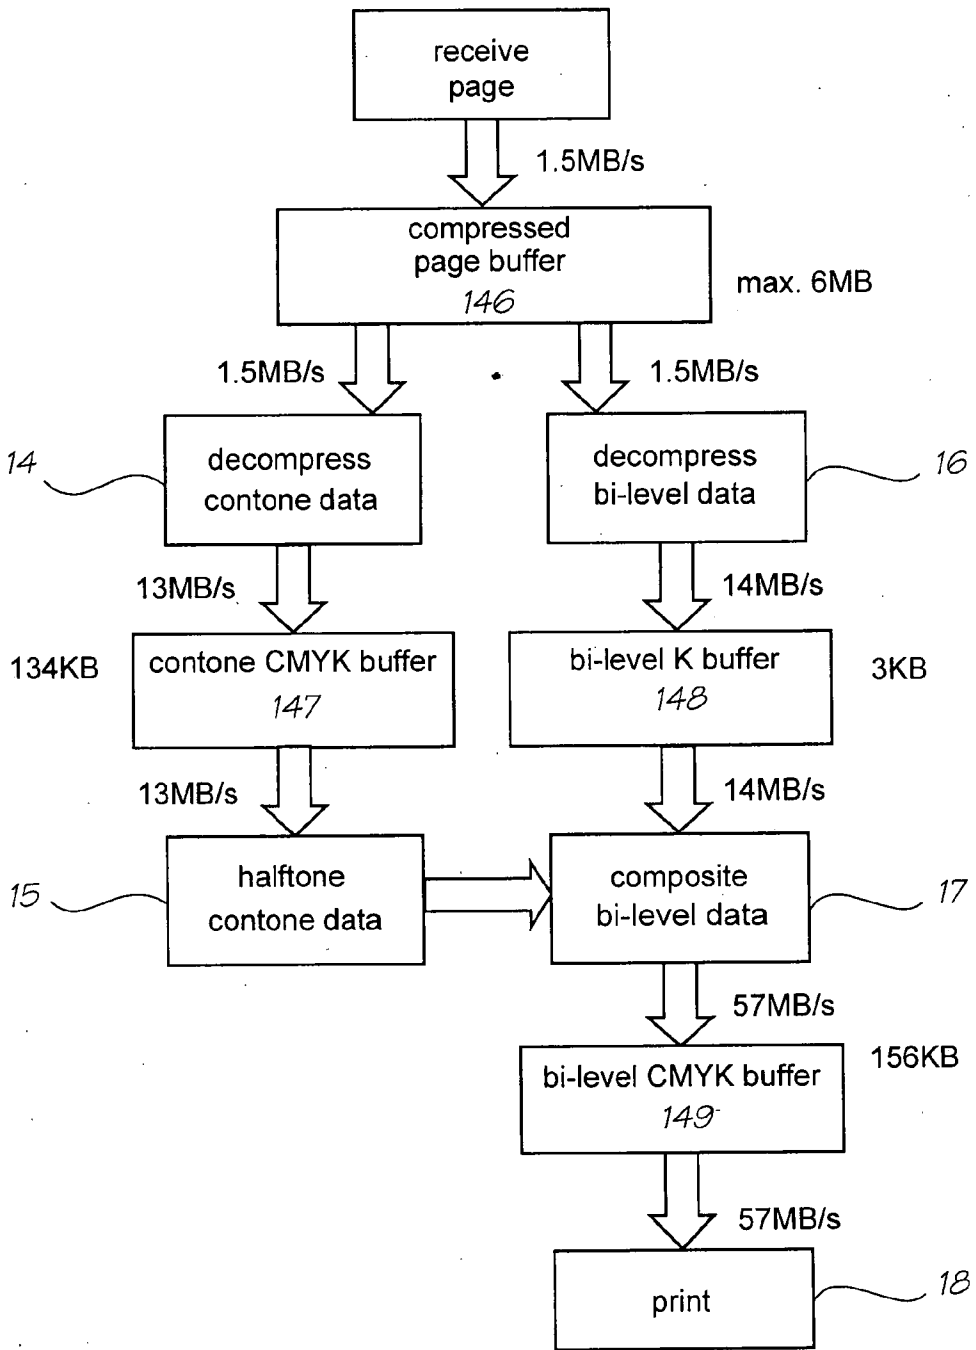 receive
page
1.5MB/s
compressed
page buffer
146
max. 6MB
1.5MB/s
1.5MB/s
14
decompress
contone data
decompress
bi-level data
16
13MB/s
14MB/s
134KB
contone CMYK buffer
147
bi-level K buffer
148
3KB
13MB/s
14MB/s
15
halftone
contone data
composite
bi-level data
17
57MB/s
bi-level CMYK buffer
149
156KB
57MB/s
print
18